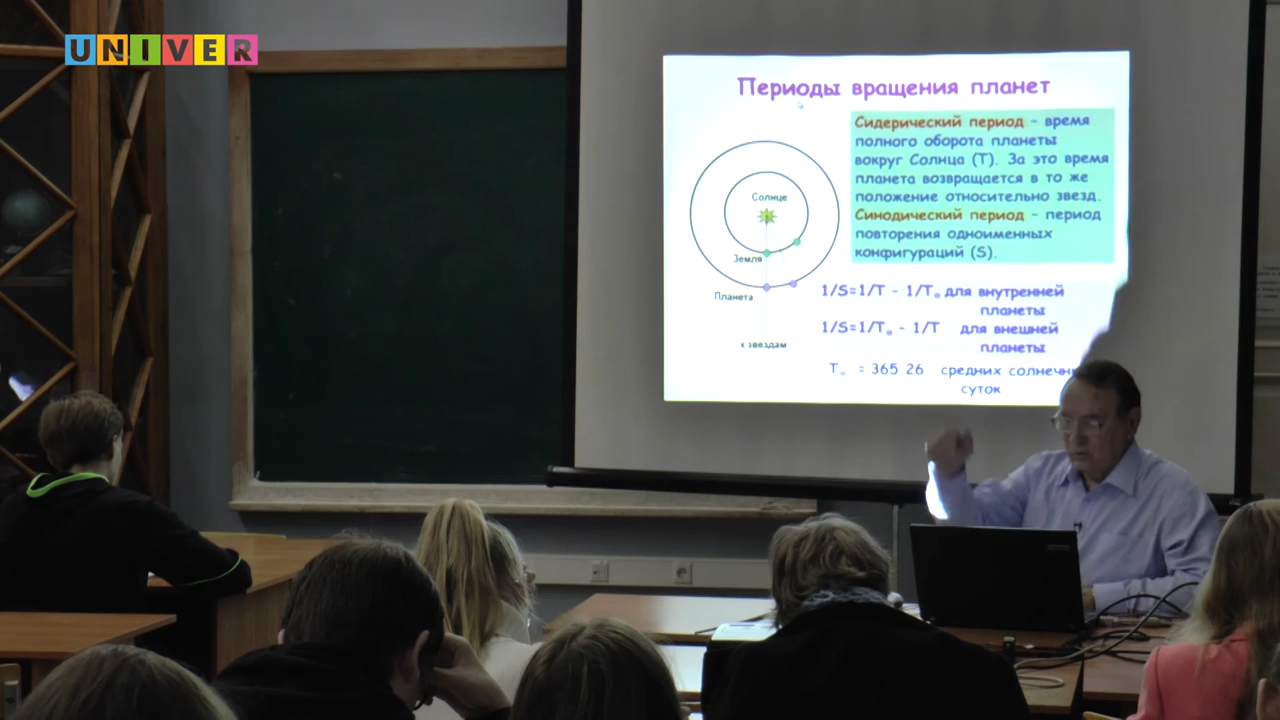 UNIVER
Периоды вращения планет
Сидерический период - время
полного оборота планеты
вокруг Солнца (Т). За это время
планета возвращается в то же
положение относительно звезд.
Синодический период - период
повторения одноименных
конфигураций (S).
Солнце
Земля
Планета
к звездам
1/S=1/T - 1/T⊕ для внутренней
планеты
1/S=1/T⊕ - 1/T для внешней
планеты
T⊕ = 365 26 средних солнечн
суток